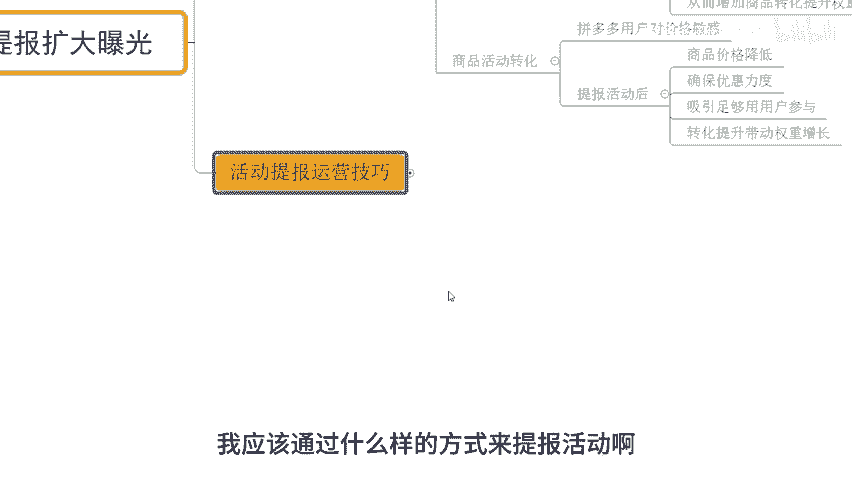 从而增加商品转化提升权重
提报扩大曝光
拼多多用户对价格敏感
商品活动转化
商品价格降低
确保优惠力度
提报活动后
吸引足够用用户参与
转化提升带动权重增长
活动提报运营技巧
我应该通过什么样的方式来提报活动啊